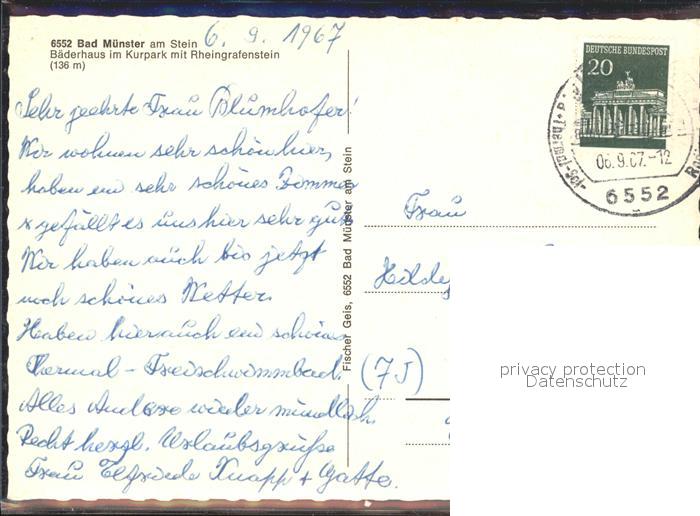 6552 Bad Münster am Stein
Bäderhaus im Kurpark mit Rheingrafenstein
(136 m)
6. 9. 1967
Sehr geehrte Frau Blumhofer!
Wir wohnen sehr schön hier,
haben ein sehr schönes Zimmer
+ gefällt es uns hier sehr gut.
Wir haben auch bis jetzt
noch schönes Wetter.
Haben hier auch ein schönes
Thermal - Freischwimmbad.
Alles Andere wieder mündlich.
Recht herzl. Urlaubsgrüße
Frau Elfriede Knapp + Gatte.
Fischer Geis, 6552 Bad Münster am Stein
DEUTSCHE BUNDESPOST
20
06.9.67.-12
6552
Frau
(7J)
privacy protection
Datenschutz